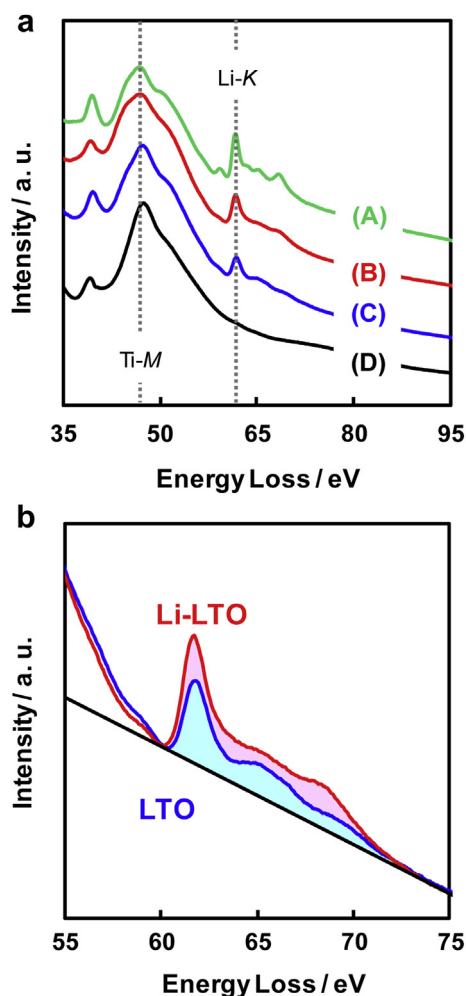 a
Li-K
(A)
(B)
(C)
(D)
Ti-M
Intensity / a. u.
35 50 65 80 95
Energy Loss / eV
b
Li-LTO
LTO
Intensity / a. u.
55 60 65 70 75
Energy Loss / eV